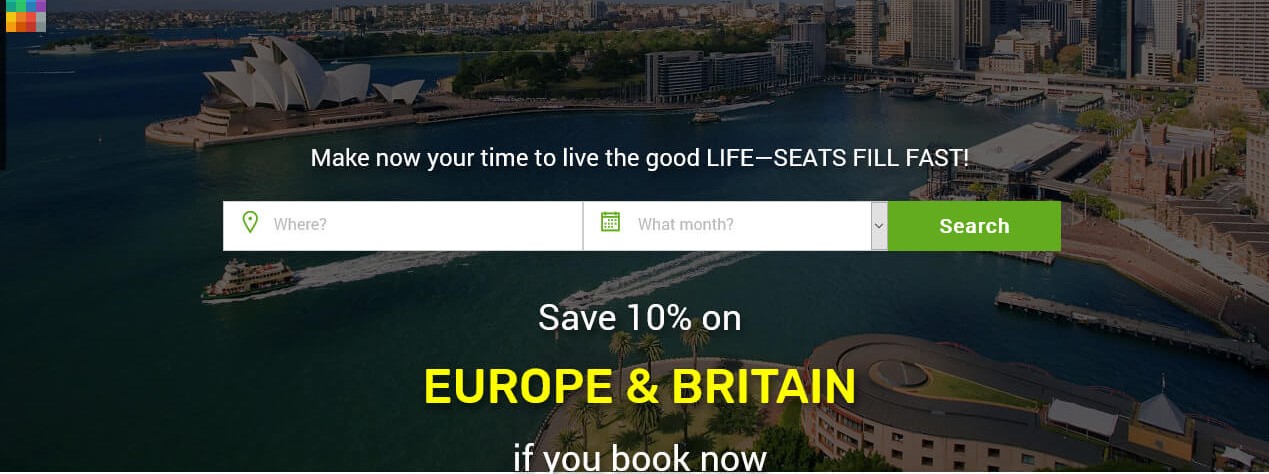 Make now your time to live the good LIFE—SEATS FILL FAST!
Where?
What month?
Search
Save 10% on
EUROPE & BRITAIN
if you book now